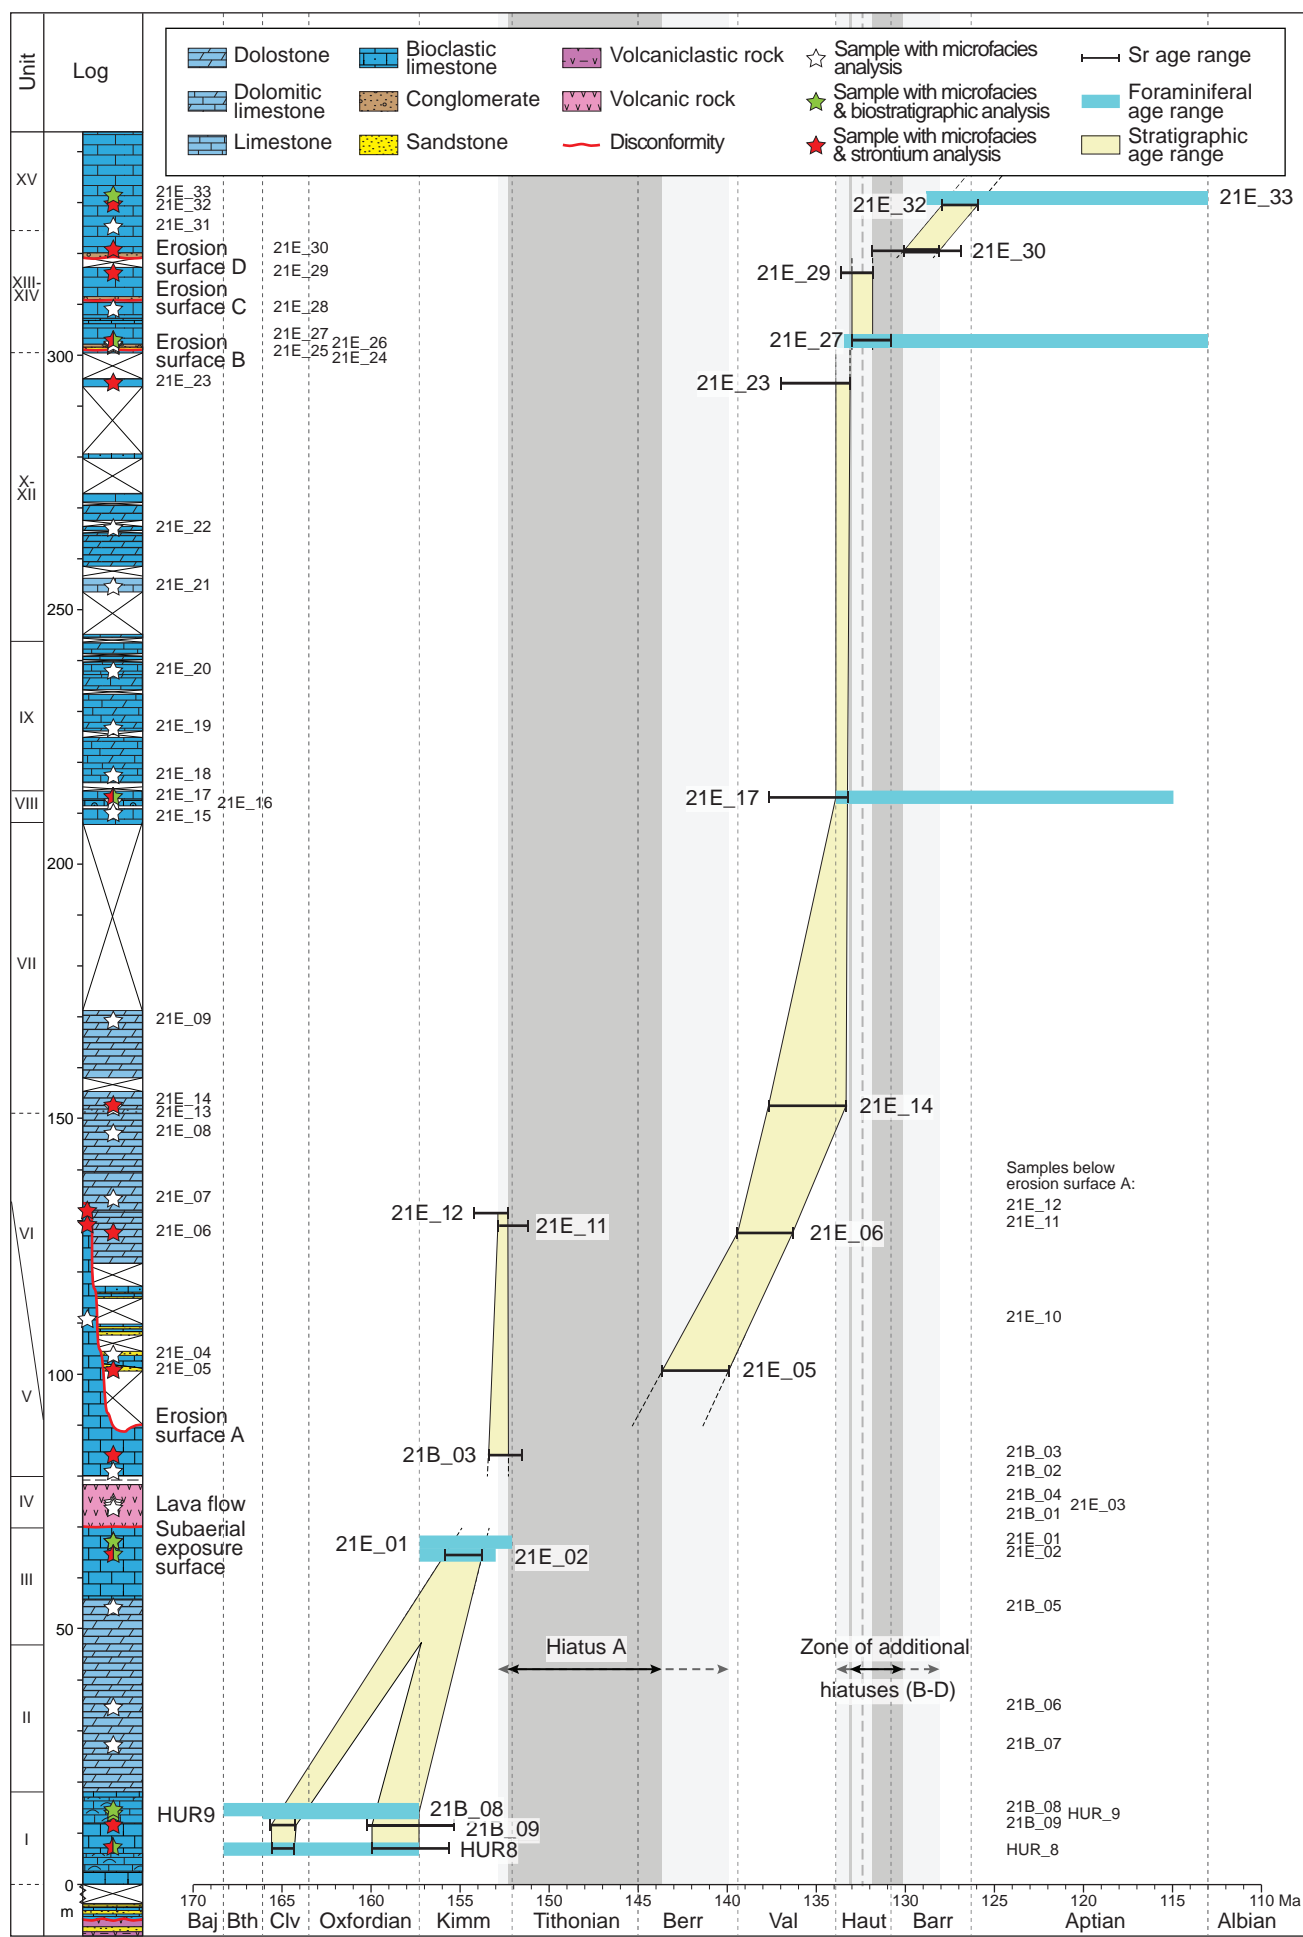 Unit
Log
Dolostone
Dolomitic
limestone
Limestone
Bioclastic
limestone
Conglomerate
Sandstone
Volcaniclastic rock
Volcanic rock
Disconformity
Sample with microfacies
analysis
Sample with microfacies
& biostratigraphic analysis
Sample with microfacies
& strontium analysis
Sr age range
Foraminiferal
age range
Stratigraphic
age range
XV
21E_33
21E_32
21E_31
21E_32
21E_33
Erosion
surface D
21E_30
21E_29
21E_30
XIII-
XIV
21E_29
Erosion
surface C
21E_28
Erosion
surface B
21E_27
21E_26
21E_25
21E_24
21E_27
300
21E_23
21E_23
X-
XII
21E_22
21E_21
250
21E_20
IX
21E_19
21E_18
VIII
21E_17
21E_16
21E_15
21E_17
200
VII
21E_09
21E_14
21E_13
21E_14
150
21E_08
21E_07
VI
21E_06
21E_12
21E_11
21E_06
Samples below
erosion surface A:
21E_12
21E_11
21E_10
21E_04
21E_05
21E_05
100
V
Erosion
surface A
21B_03
21B_03
21B_02
IV
Lava flow
21B_04
21E_03
21B_01
Subaerial
exposure
surface
21E_01
21E_02
21E_01
21E_02
III
21B_05
50
Hiatus A
Zone of additional
hiatuses (B-D)
II
21B_06
21B_07
I
HUR9
21B_08
21B_09
HUR8
21B_08
HUR_9
21B_09
HUR_8
0
m
170
165
160
155
150
145
140
135
130
125
120
115
110 Ma
Baj
Bth
Clv
Oxfordian
Kimm
Tithonian
Berr
Val
Haut
Barr
Aptian
Albian